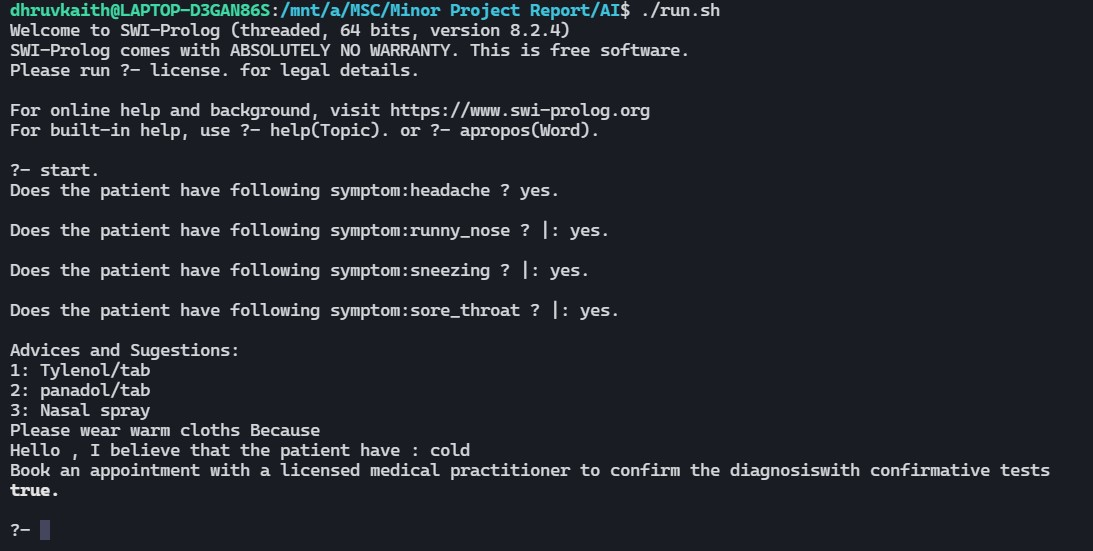 dhruvkaith@LAPTOP-D3GAN86S:/mnt/a/MSC/Minor Project Report/AI$ ./run.sh
Welcome to SWI-Prolog (threaded, 64 bits, version 8.2.4)
SWI-Prolog comes with ABSOLUTELY NO WARRANTY. This is free software.
Please run ?- license. for legal details.

For online help and background, visit https://www.swi-prolog.org
For built-in help, use ?- help(Topic). or ?- apropos(Word).

?- start.
Does the patient have following symptom:headache ? yes.

Does the patient have following symptom:runny_nose ? |: yes.

Does the patient have following symptom:sneezing ? |: yes.

Does the patient have following symptom:sore_throat ? |: yes.

Advices and Sugestions:
1: Tylenol/tab
2: panadol/tab
3: Nasal spray
Please wear warm cloths Because
Hello , I believe that the patient have : cold
Book an appointment with a licensed medical practitioner to confirm the diagnosiswith confirmative tests
true.

?-